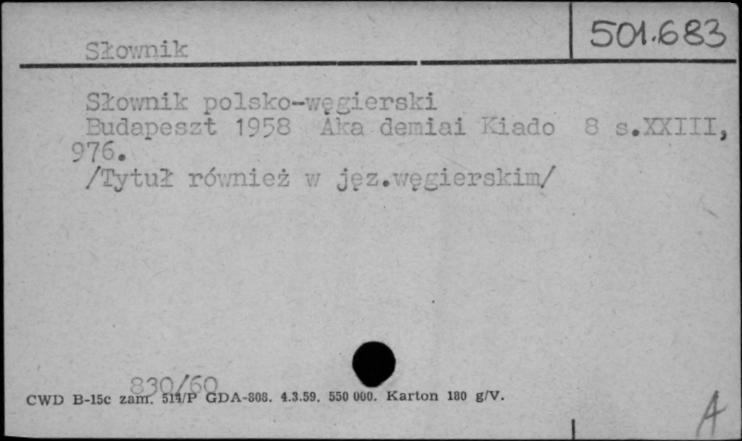 501.683
Słownik
Słownik polsko-węgierski
Budapeszt 1958 Aka demiai Kiado 8 s.XXIII,
976.
/Tytuł również w jęz.węgierskim/
830/60
CWD B-15c zam. 514/P GDA-808. 4.3.59. 550 000. Karton 180 g/V.
A